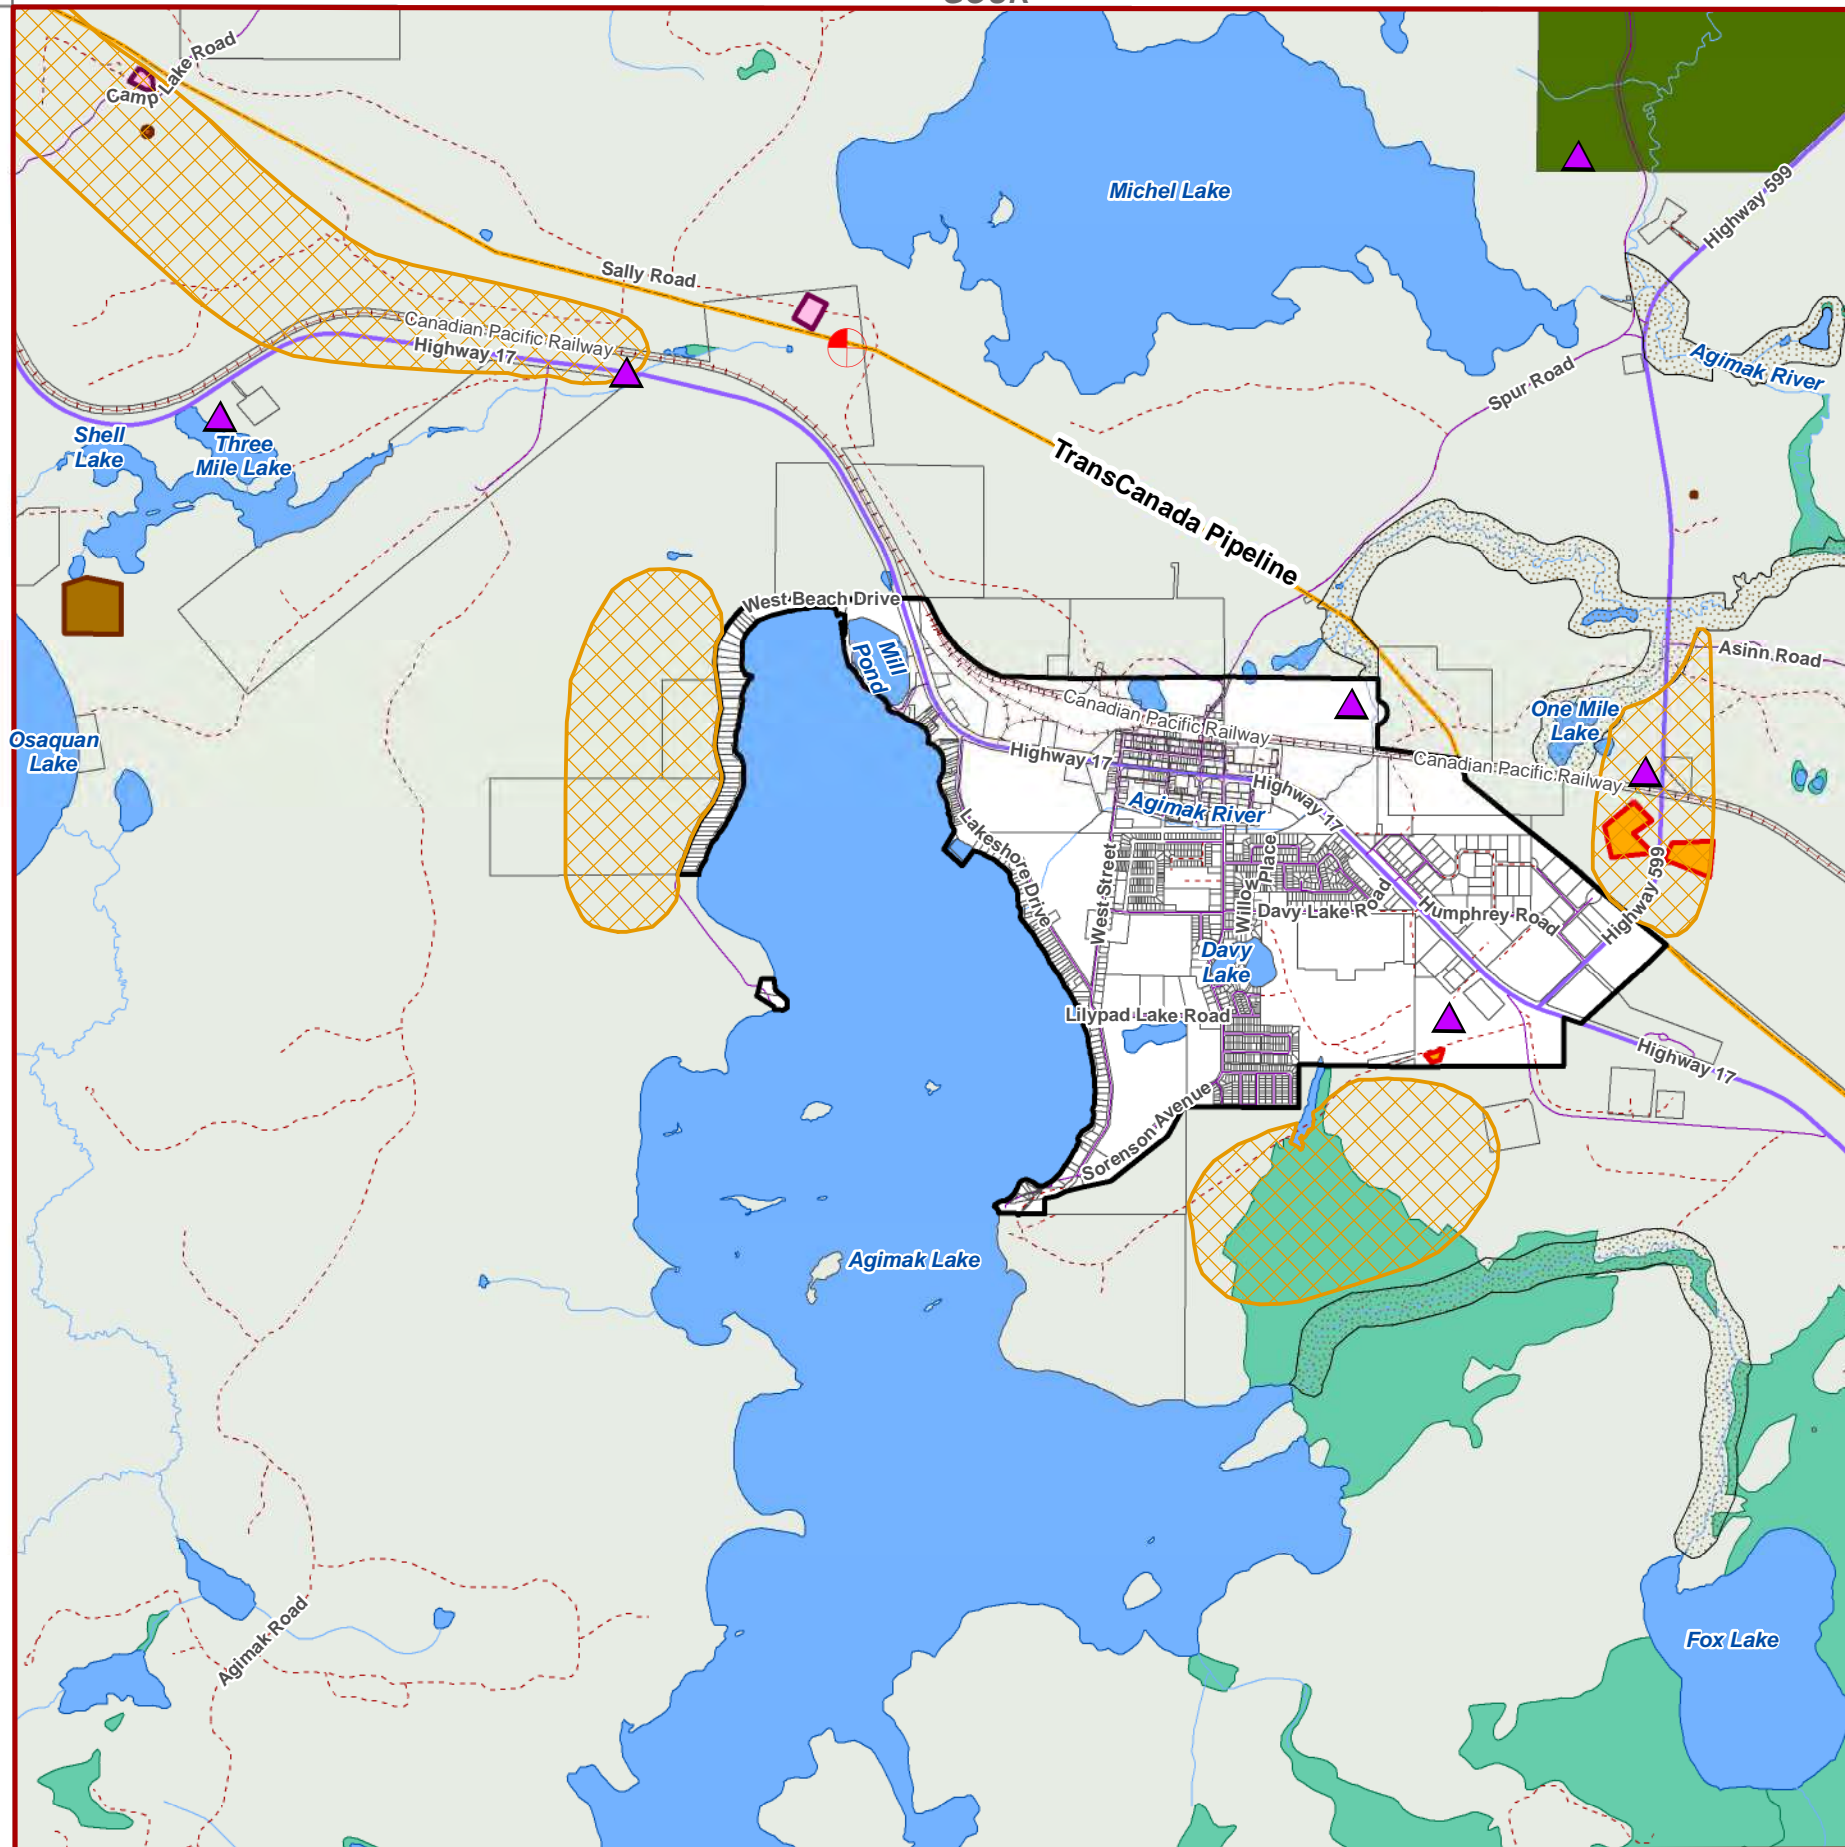 Camp Lake Road
Michel Lake
Highway 599
Sally Road
Canadian Pacific Railway
Highway 17
Agimak River
Spur Road
Shell
Lake
Three
Mile Lake
TransCanada Pipeline
West Beach Drive
Mill
Pond
Asinn Road
Osaquan
Lake
One Mile
Lake
Canadian Pacific Railway
Highway 17
Canadian Pacific Railway
Highway 17
Agimak River
Lakeshore Drive
West Street
Willow
Place
Davy Lake Road
Humphrey Road
Highway 599
Davy
Lake
Lilypad Lake Road
Highway 17
Sorenson Avenue
Agimak Lake
Agimak Road
Fox Lake